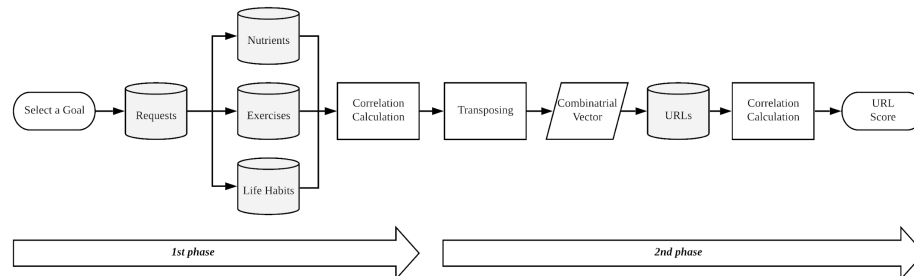 Select a Goal
Requests
Nutrients
Exercises
Life Habits
Correlation
Calculation
Transposing
Combinatrial
Vector
URLs
Correlation
Calculation
URL
Score
1st phase
2nd phase